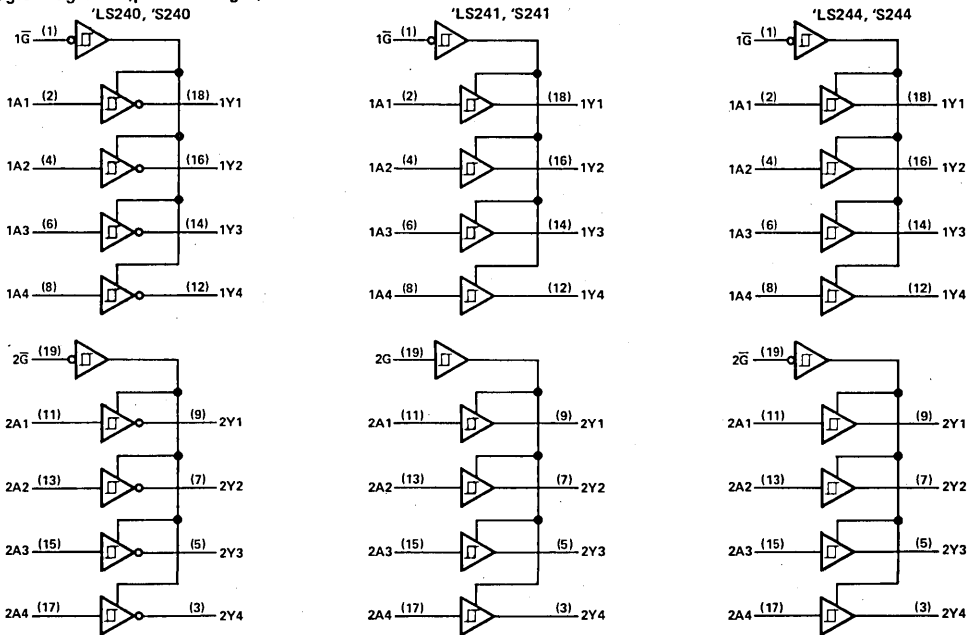 'LS240, 'S240
1G̅ (1)
1A1 (2) (18) 1Y1
1A2 (4) (16) 1Y2
1A3 (6) (14) 1Y3
1A4 (8) (12) 1Y4
2G̅ (19)
2A1 (11) (9) 2Y1
2A2 (13) (7) 2Y2
2A3 (15) (5) 2Y3
2A4 (17) (3) 2Y4
'LS241, 'S241
1G̅ (1)
1A1 (2) (18) 1Y1
1A2 (4) (16) 1Y2
1A3 (6) (14) 1Y3
1A4 (8) (12) 1Y4
2G (19)
2A1 (11) (9) 2Y1
2A2 (13) (7) 2Y2
2A3 (15) (5) 2Y3
2A4 (17) (3) 2Y4
'LS244, 'S244
1G̅ (1)
1A1 (2) (18) 1Y1
1A2 (4) (16) 1Y2
1A3 (6) (14) 1Y3
1A4 (8) (12) 1Y4
2G̅ (19)
2A1 (11) (9) 2Y1
2A2 (13) (7) 2Y2
2A3 (15) (5) 2Y3
2A4 (17) (3) 2Y4